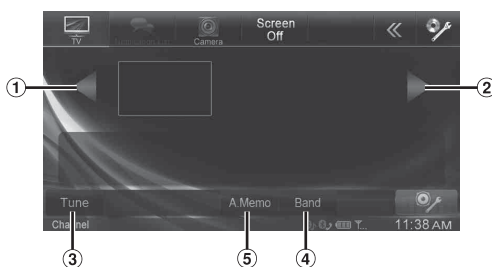 TV
Camera
Screen
Off
1
2
Tune
A.Memo
Band
Channel
11:38 AM
3
5
4